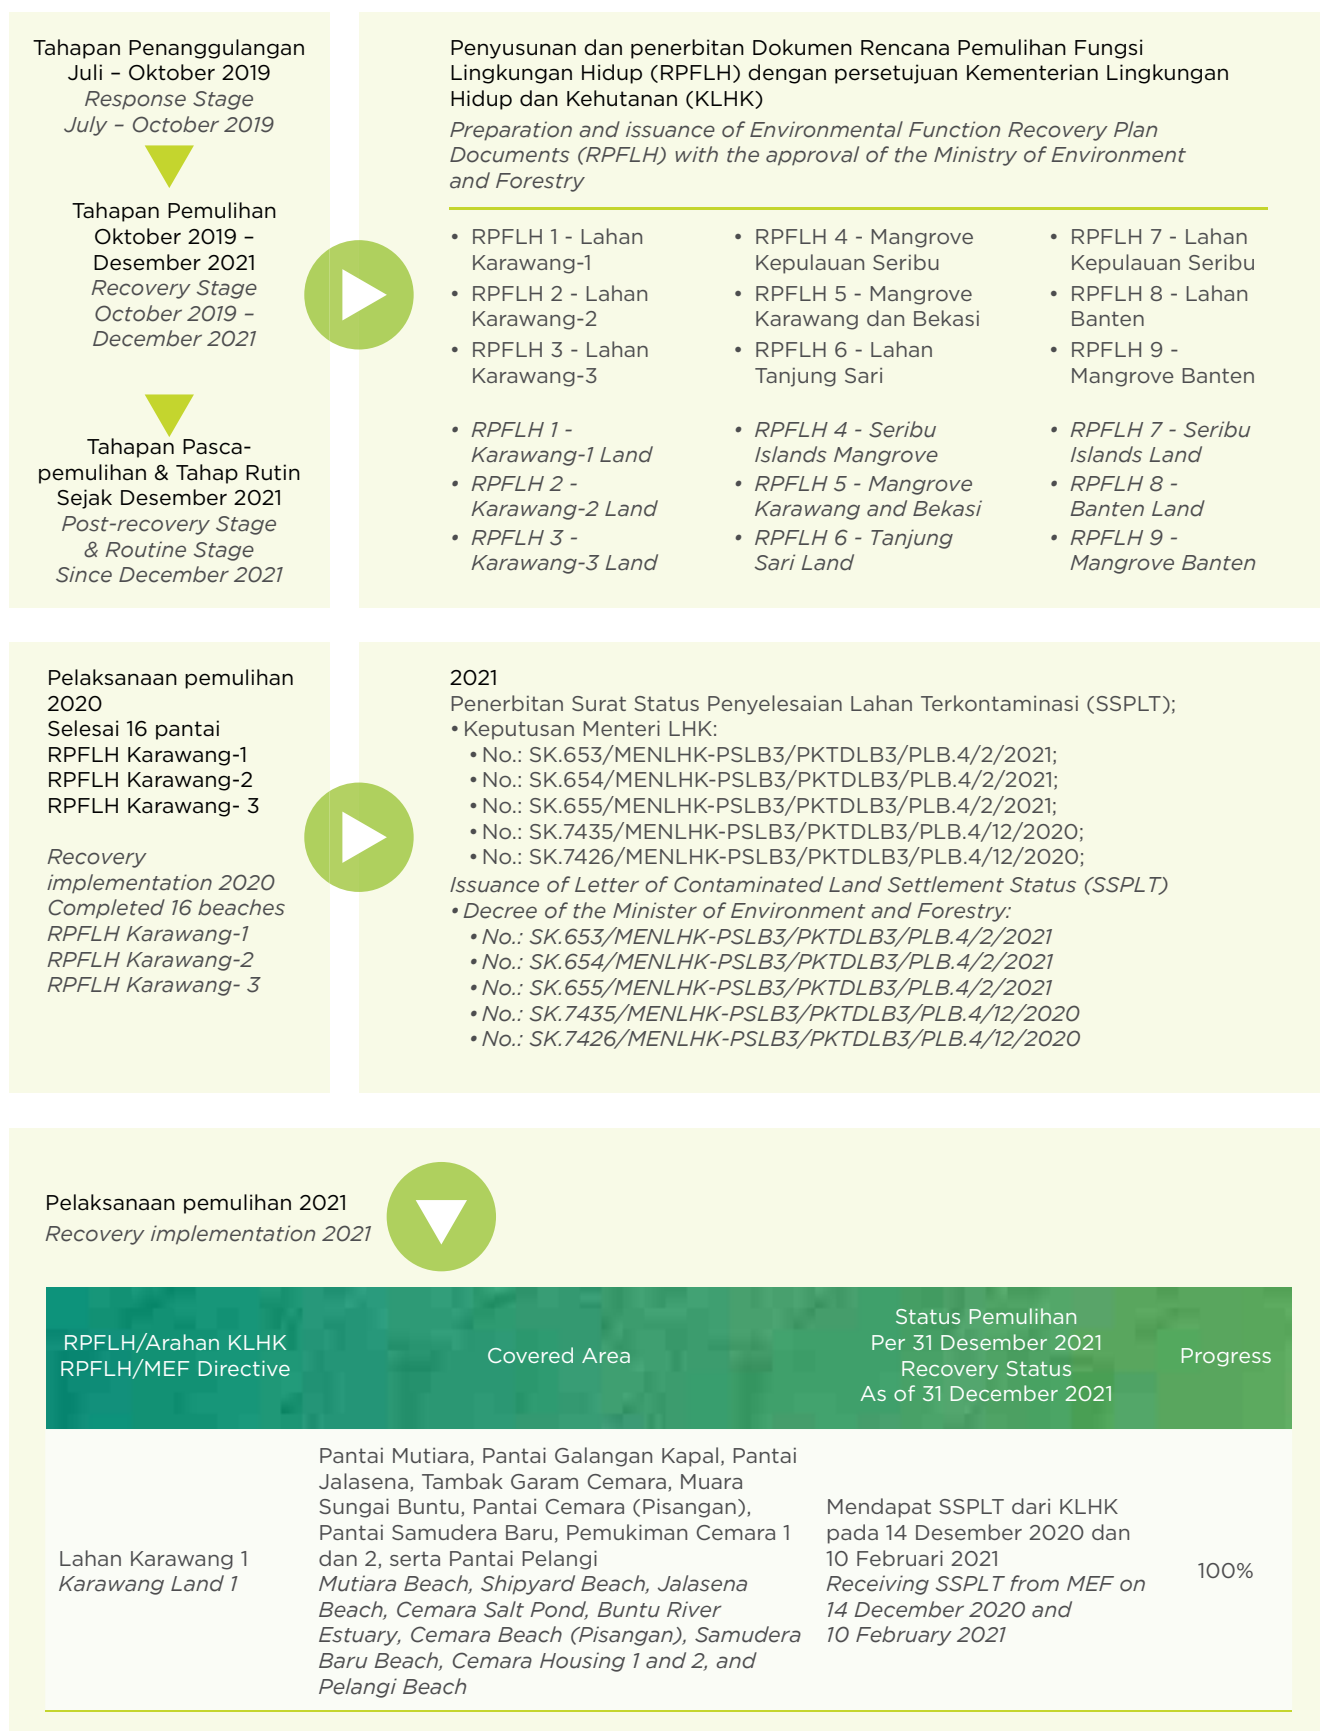 Tahapan Penanggulangan
Juli – Oktober 2019
Response Stage
July – October 2019
Tahapan Pemulihan
Oktober 2019 –
Desember 2021
Recovery Stage
October 2019 –
December 2021
Tahapan Pasca-
pemulihan & Tahap Rutin
Sejak Desember 2021
Post-recovery Stage
& Routine Stage
Since December 2021
Penyusunan dan penerbitan Dokumen Rencana Pemulihan Fungsi
Lingkungan Hidup (RPFLH) dengan persetujuan Kementerian Lingkungan
Hidup dan Kehutanan (KLHK)
Preparation and issuance of Environmental Function Recovery Plan
Documents (RPFLH) with the approval of the Ministry of Environment
and Forestry
• RPFLH 1 - Lahan
Karawang-1
• RPFLH 2 - Lahan
Karawang-2
• RPFLH 3 - Lahan
Karawang-3
• RPFLH 4 - Mangrove
Kepulauan Seribu
• RPFLH 5 - Mangrove
Karawang dan Bekasi
• RPFLH 6 - Lahan
Tanjung Sari
• RPFLH 7 - Lahan
Kepulauan Seribu
• RPFLH 8 - Lahan
Banten
• RPFLH 9 -
Mangrove Banten
• RPFLH 1 -
Karawang-1 Land
• RPFLH 2 -
Karawang-2 Land
• RPFLH 3 -
Karawang-3 Land
• RPFLH 4 - Seribu
Islands Mangrove
• RPFLH 5 - Mangrove
Karawang and Bekasi
• RPFLH 6 - Tanjung
Sari Land
• RPFLH 7 - Seribu
Islands Land
• RPFLH 8 -
Banten Land
• RPFLH 9 -
Mangrove Banten
Pelaksanaan pemulihan
2020
Selesai 16 pantai
RPFLH Karawang-1
RPFLH Karawang-2
RPFLH Karawang- 3
Recovery
implementation 2020
Completed 16 beaches
RPFLH Karawang-1
RPFLH Karawang-2
RPFLH Karawang- 3
2021
Penerbitan Surat Status Penyelesaian Lahan Terkontaminasi (SSPLT);
• Keputusan Menteri LHK:
• No.: SK.653/MENLHK-PSLB3/PKTDLB3/PLB.4/2/2021;
• No.: SK.654/MENLHK-PSLB3/PKTDLB3/PLB.4/2/2021;
• No.: SK.655/MENLHK-PSLB3/PKTDLB3/PLB.4/2/2021;
• No.: SK.7435/MENLHK-PSLB3/PKTDLB3/PLB.4/12/2020;
• No.: SK.7426/MENLHK-PSLB3/PKTDLB3/PLB.4/12/2020;
Issuance of Letter of Contaminated Land Settlement Status (SSPLT)
• Decree of the Minister of Environment and Forestry:
• No.: SK.653/MENLHK-PSLB3/PKTDLB3/PLB.4/2/2021
• No.: SK.654/MENLHK-PSLB3/PKTDLB3/PLB.4/2/2021
• No.: SK.655/MENLHK-PSLB3/PKTDLB3/PLB.4/2/2021
• No.: SK.7435/MENLHK-PSLB3/PKTDLB3/PLB.4/12/2020
• No.: SK.7426/MENLHK-PSLB3/PKTDLB3/PLB.4/12/2020
Pelaksanaan pemulihan 2021
Recovery implementation 2021
RPFLH/Arahan KLHK
RPFLH/MEF Directive
Covered Area
Status Pemulihan
Per 31 Desember 2021
Recovery Status
As of 31 December 2021
Progress
Lahan Karawang 1
Karawang Land 1
Pantai Mutiara, Pantai Galangan Kapal, Pantai
Jalasena, Tambak Garam Cemara, Muara
Sungai Buntu, Pantai Cemara (Pisangan),
Pantai Samudera Baru, Pemukiman Cemara 1
dan 2, serta Pantai Pelangi
Mutiara Beach, Shipyard Beach, Jalasena
Beach, Cemara Salt Pond, Buntu River
Estuary, Cemara Beach (Pisangan), Samudera
Baru Beach, Cemara Housing 1 and 2, and
Pelangi Beach
Mendapat SSPLT dari KLHK
pada 14 Desember 2020 dan
10 Februari 2021
Receiving SSPLT from MEF on
14 December 2020 and
10 February 2021
100%